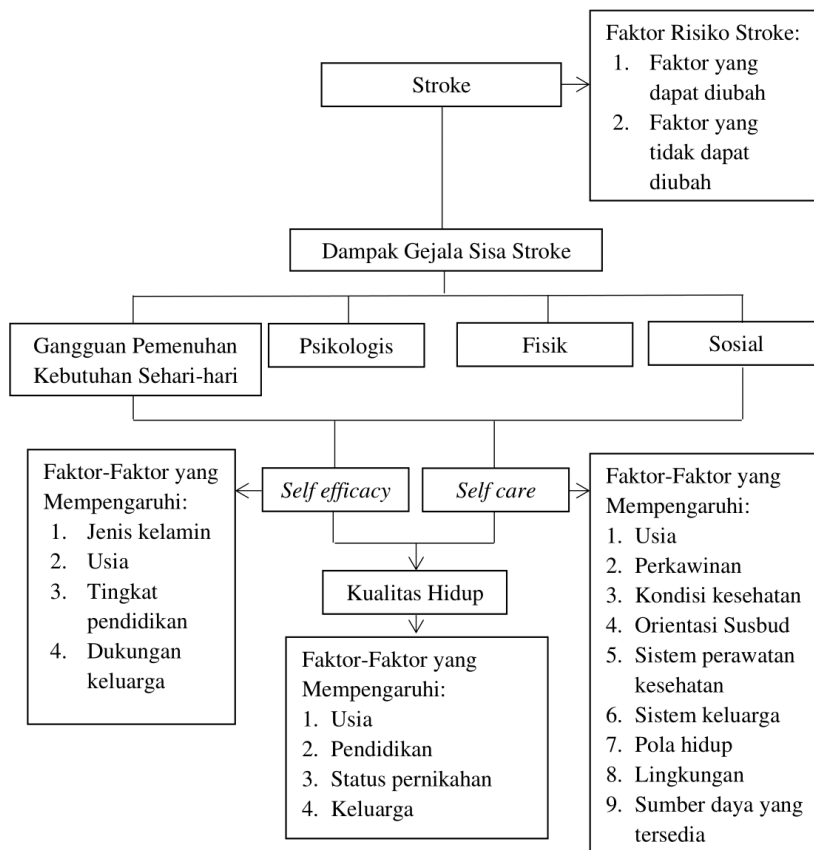 Faktor Risiko Stroke:
1. Faktor yang
dapat diubah
2. Faktor yang
tidak dapat
diubah
Stroke
Dampak Gejala Sisa Stroke
Gangguan Pemenuhan
Kebutuhan Sehari-hari
Psikologis
Fisik
Sosial
Faktor-Faktor yang
Mempengaruhi:
1. Jenis kelamin
2. Usia
3. Tingkat
pendidikan
4. Dukungan
keluarga
Self efficacy
Self care
Faktor-Faktor yang
Mempengaruhi:
1. Usia
2. Perkawinan
3. Kondisi kesehatan
4. Orientasi Susbud
5. Sistem perawatan
kesehatan
6. Sistem keluarga
7. Pola hidup
8. Lingkungan
9. Sumber daya yang
tersedia
Kualitas Hidup
Faktor-Faktor yang
Mempengaruhi:
1. Usia
2. Pendidikan
3. Status pernikahan
4. Keluarga